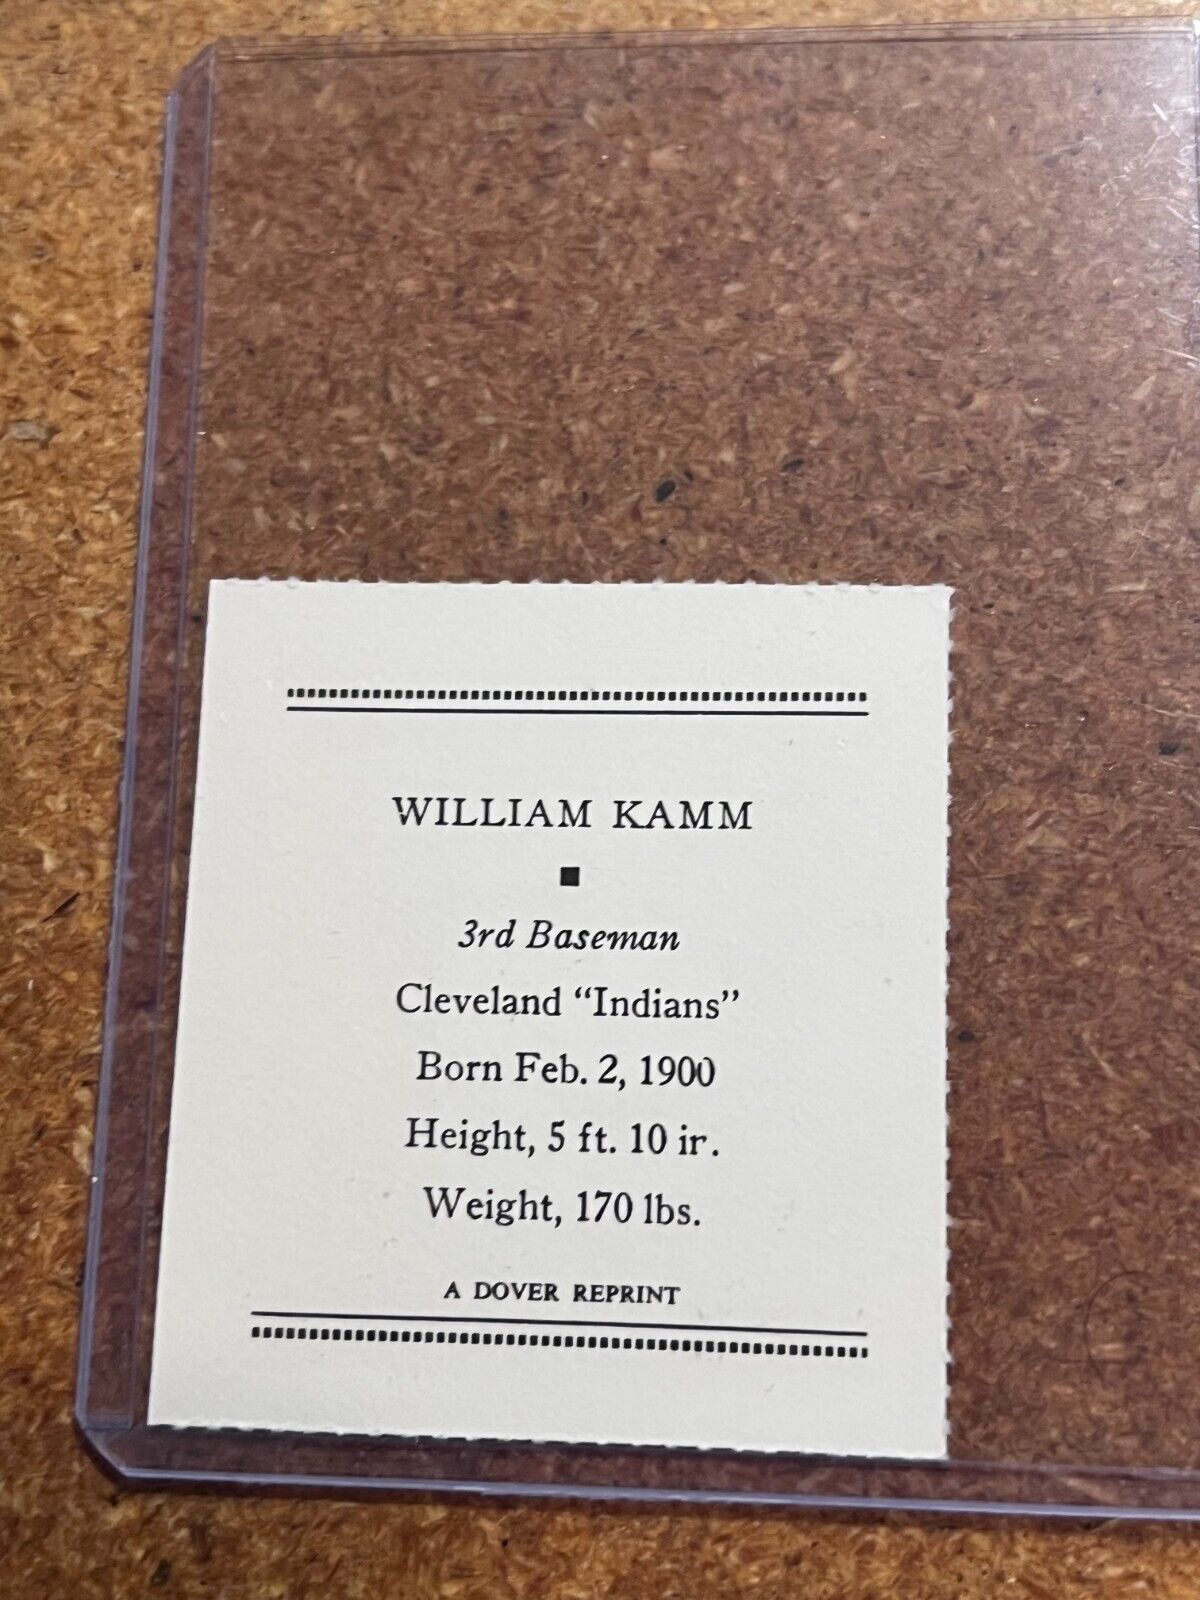 WILLIAM KAMM
3rd Baseman
Cleveland “Indians”
Born Feb. 2, 1900
Height, 5 ft. 10 ir.
Weight, 170 lbs.
A DOVER REPRINT